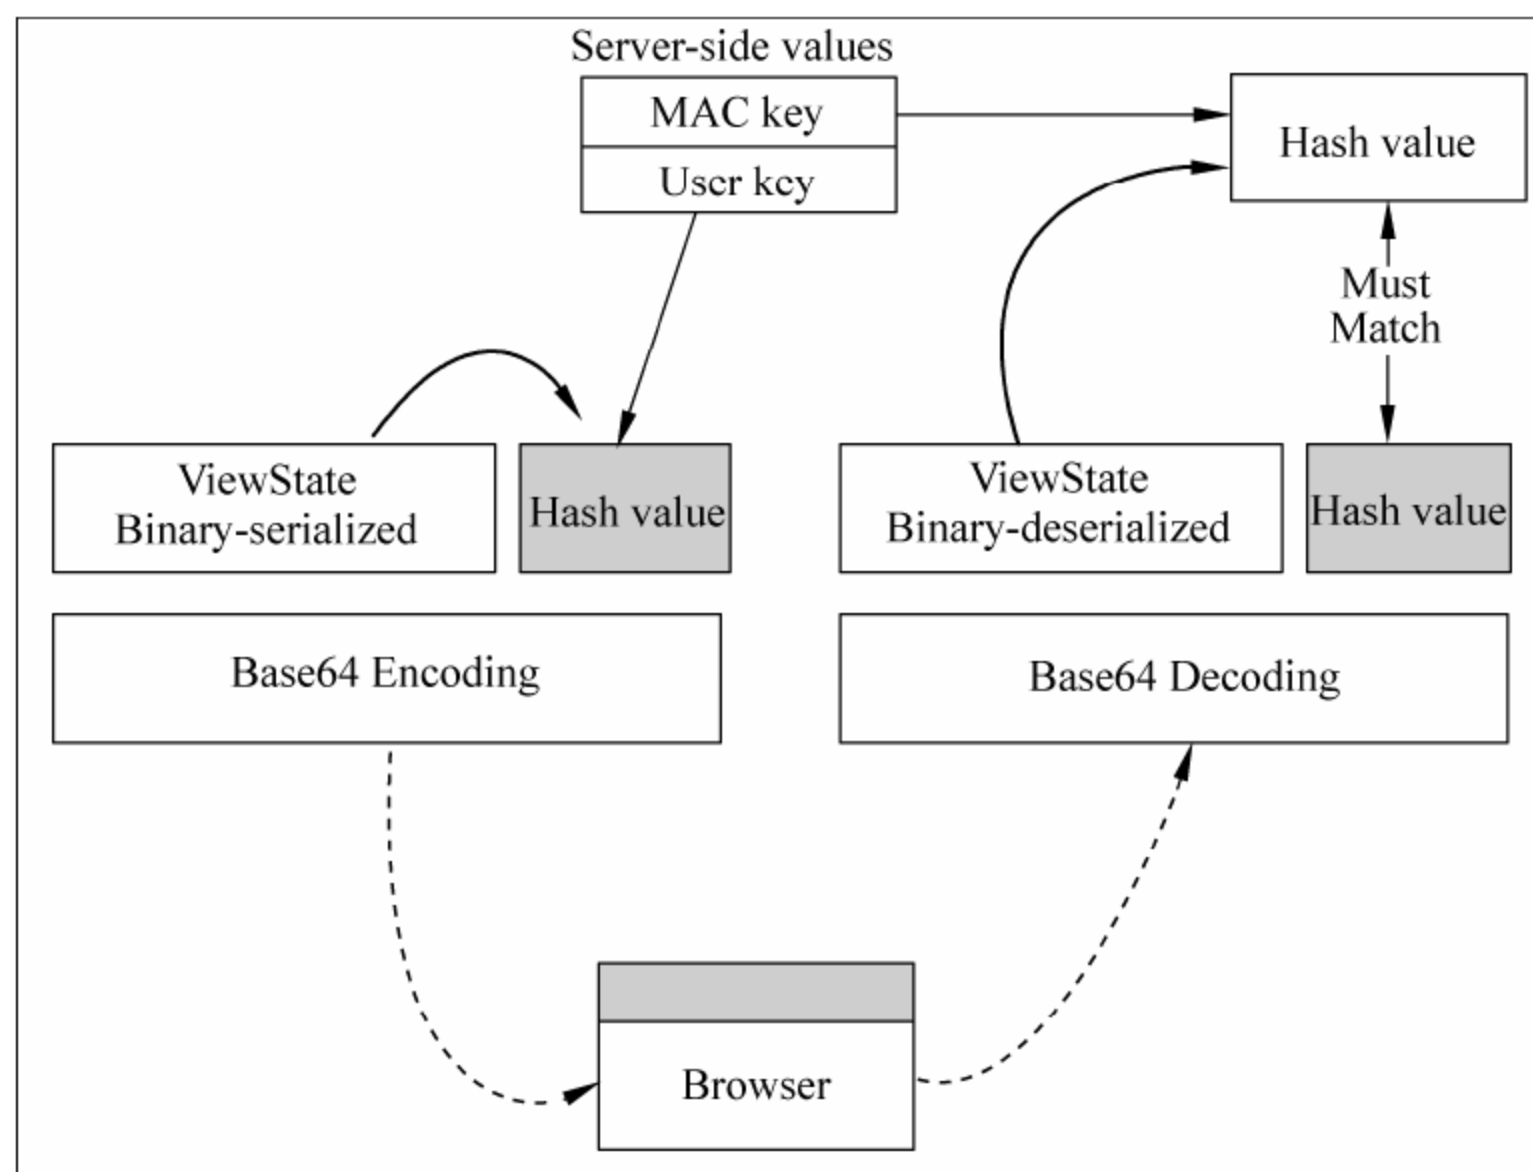 Server-side values
MAC key
Hash value
User key
Must
Match
ViewState
Binary-serialized
Hash value
ViewState
Binary-deserialized
Hash value
Base64 Encoding
Base64 Decoding
Browser